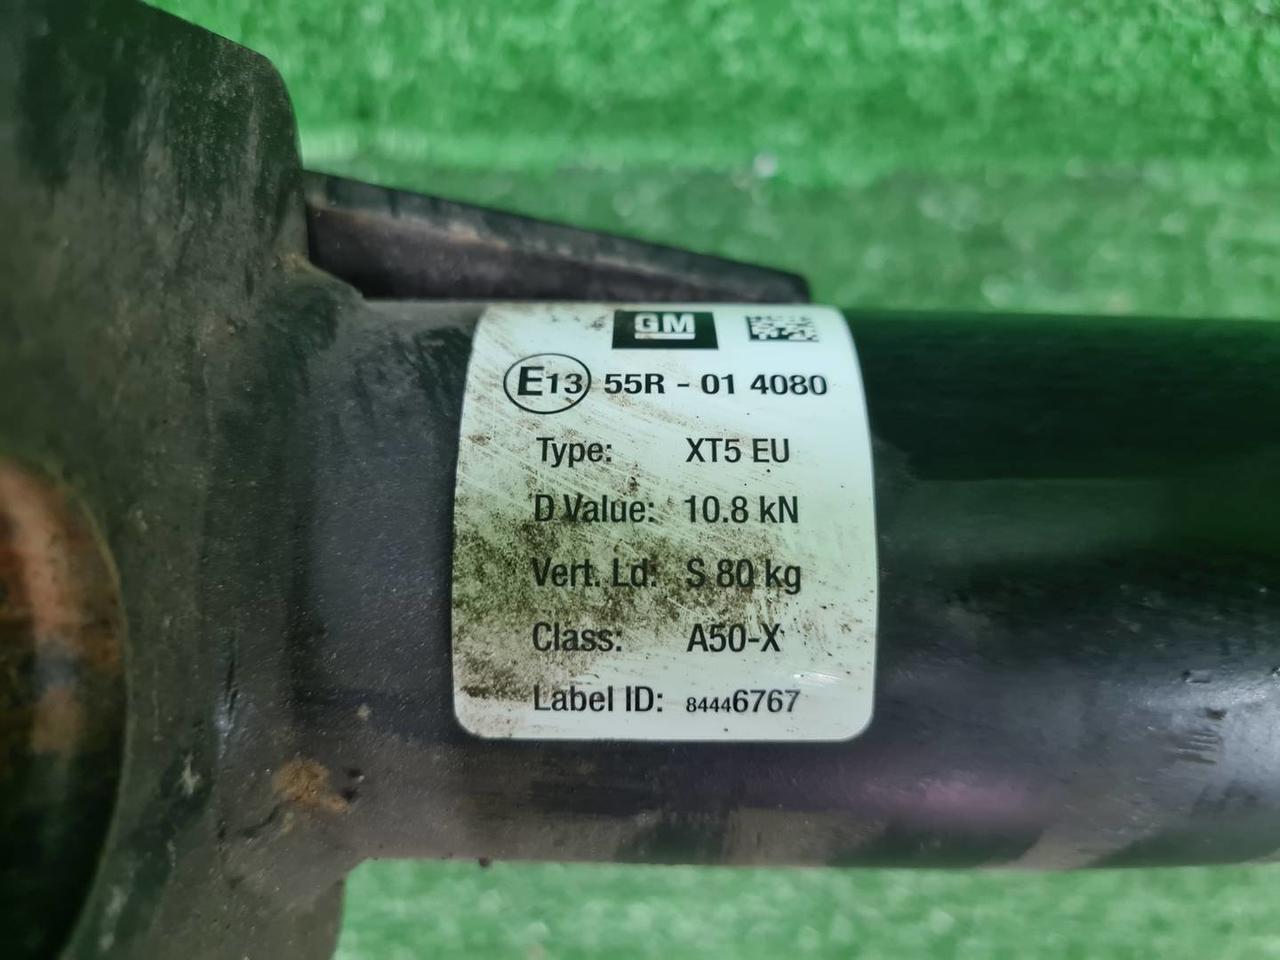 GM
E13 55R - 01 4080
Type: XT5 EU
D Value: 10.8 kN
Vert. Ld: S 80 kg
Class: A50-X
Label ID: 84446767